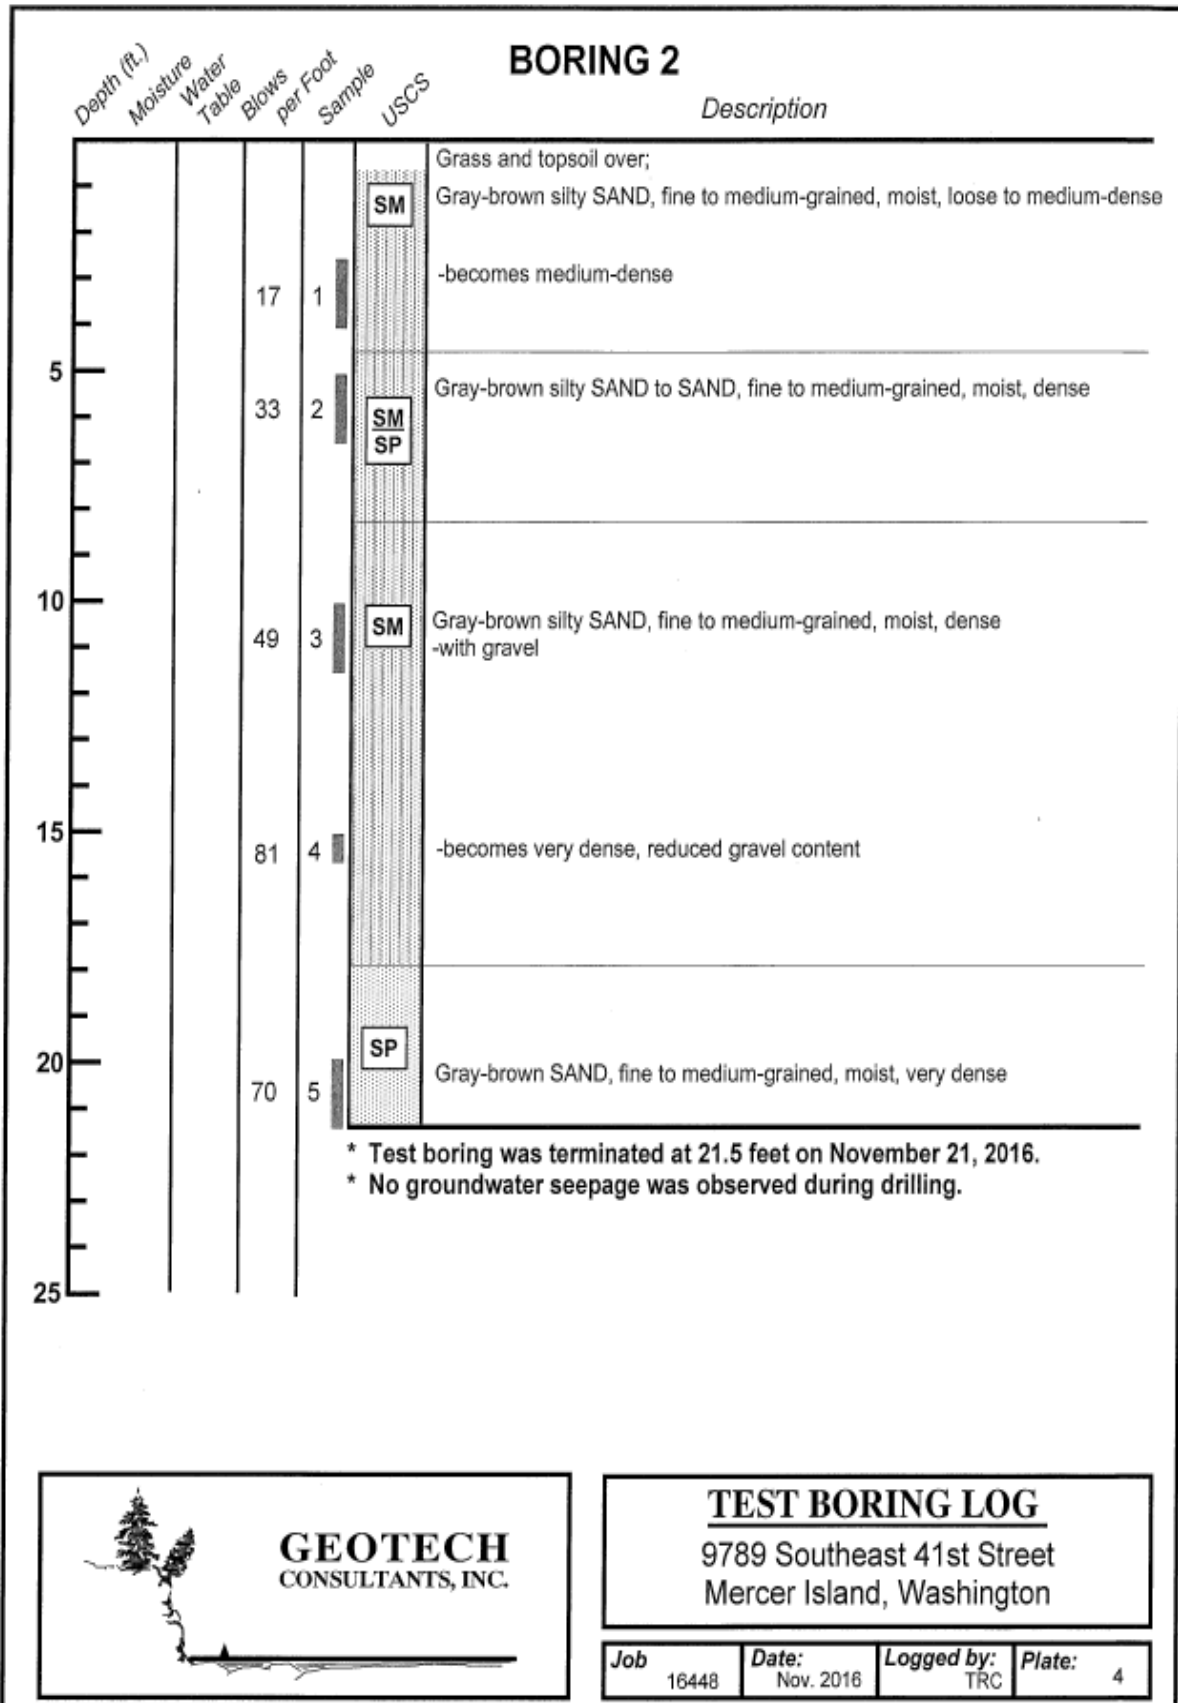 BORING 2
Depth (ft.)
Moisture
Water
Table
Blows
per Foot
Sample
USCS
Description
Grass and topsoil over;
SM
Gray-brown silty SAND, fine to medium-grained, moist, loose to medium-dense
-becomes medium-dense
17 1
5
Gray-brown silty SAND to SAND, fine to medium-grained, moist, dense
33 2
SM
SP
10
49 3
SM
Gray-brown silty SAND, fine to medium-grained, moist, dense
-with gravel
15
81 4
-becomes very dense, reduced gravel content
SP
20
70 5
Gray-brown SAND, fine to medium-grained, moist, very dense
* Test boring was terminated at 21.5 feet on November 21, 2016.
* No groundwater seepage was observed during drilling.
25
GEOTECH
CONSULTANTS, INC.
TEST BORING LOG
9789 Southeast 41st Street
Mercer Island, Washington
Job
16448
Date:
Nov. 2016
Logged by:
TRC
Plate:
4